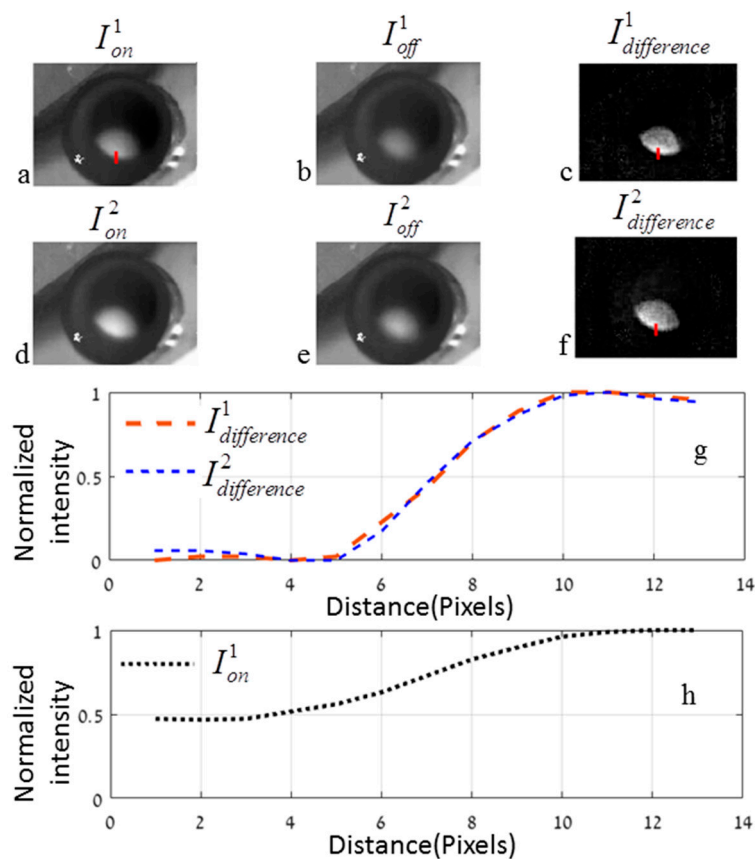 I^1_on I^1_off I^1_difference
a b c
I^2_on I^2_off I^2_difference
d e f
Normalized intensity
1
0.5
0
I^1_difference
I^2_difference
g
0 2 4 6 8 10 12 14
Distance(Pixels)
Normalized intensity
1
0.5
0
I^1_on
h
0 2 4 6 8 10 12 14
Distance(Pixels)